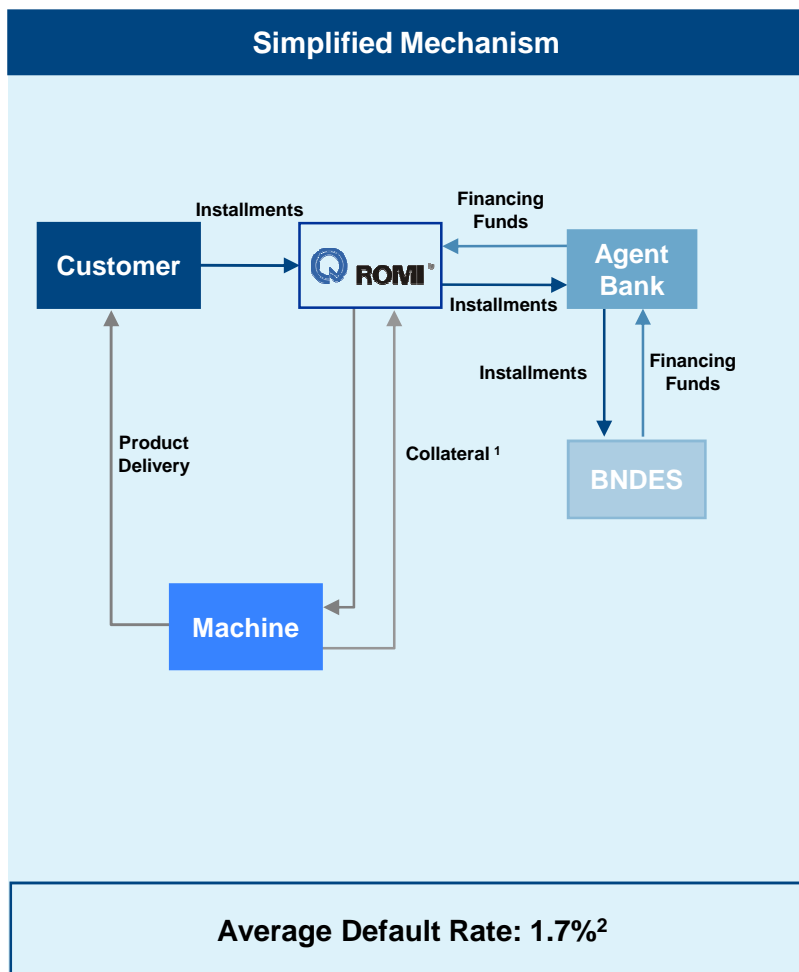 Simplified Mechanism
Financing
Funds
Installments
Customer
ROMI
Agent
Bank
Installments
Installments
Financing
Funds
Product
Delivery
Collateral ¹
BNDES
Machine
Average Default Rate: 1.7%²